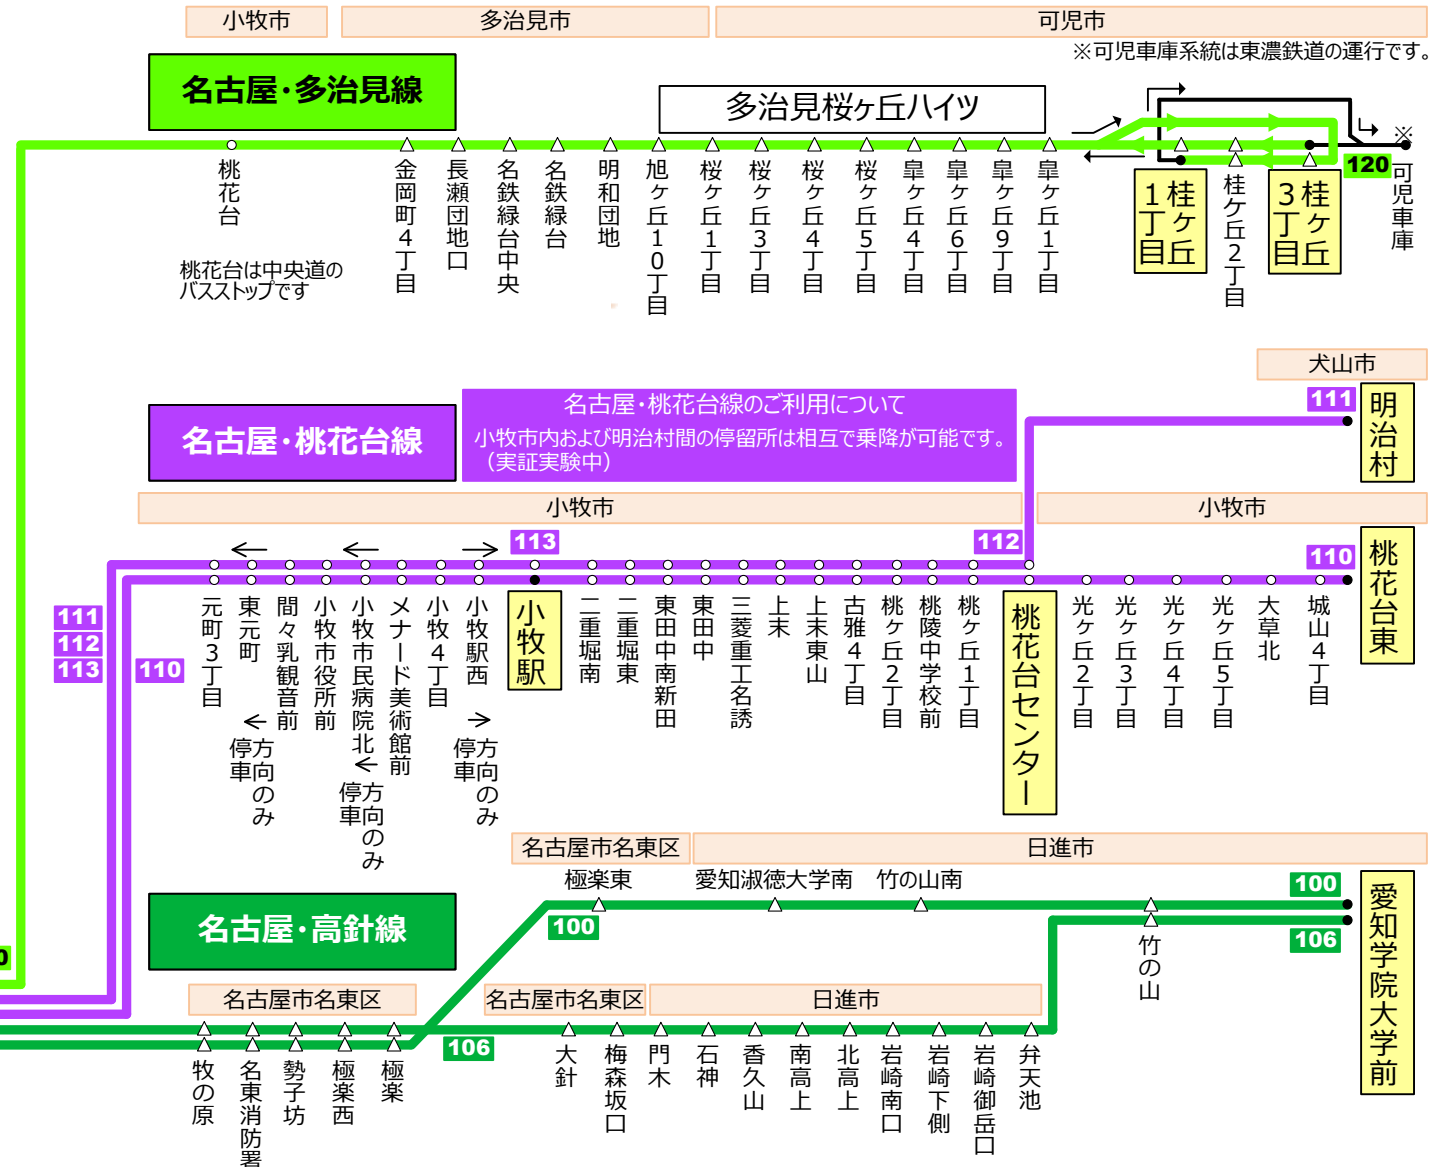 小牧市
多治見市
可児市
※可児車庫系統は東濃鉄道の運行です。
名古屋・多治見線
多治見桜ヶ丘ハイツ
※
120
桃花台
金岡町4丁目
長瀬団地口
名鉄緑台中央
名鉄緑台
明和団地
旭ヶ丘10丁目
桜ヶ丘1丁目
桜ヶ丘3丁目
桜ヶ丘4丁目
桜ヶ丘5丁目
皐ヶ丘4丁目
皐ヶ丘6丁目
皐ヶ丘9丁目
皐ヶ丘1丁目
桂ヶ丘1丁目
桂ケ丘2丁目
桂ヶ丘3丁目
可児車庫
桃花台は中央道の
バスストップです
犬山市
名古屋・桃花台線
名古屋・桃花台線のご利用について
小牧市内および明治村間の停留所は相互で乗降が可能です。
（実証実験中）
111
明治村
小牧市
小牧市
113
112
110
111
112
113
110
元町3丁目
東元町
←方向のみ停車
間々乳観音前
小牧市役所前
小牧市民病院北
←方向のみ停車
メナード美術館前
小牧4丁目
小牧駅西
→方向のみ停車
小牧駅
二重堀南
二重堀東
東田中南新田
東田中
三菱重工名誘
上末
上末東山
古雅4丁目
桃ヶ丘2丁目
桃陵中学校前
桃ヶ丘1丁目
桃花台センター
光ヶ丘2丁目
光ヶ丘3丁目
光ヶ丘4丁目
光ヶ丘5丁目
大草北
城山4丁目
桃花台東
名古屋市名東区
日進市
極楽東
愛知淑徳大学南
竹の山南
100
名古屋・高針線
100
106
竹の山
愛知学院大学前
0
名古屋市名東区
名古屋市名東区
日進市
106
牧の原
名東消防署
勢子坊
極楽西
極楽
大針
梅森坂口
門木
石神
香久山
南高上
北高上
岩崎南口
岩崎下側
岩崎御岳口
弁天池